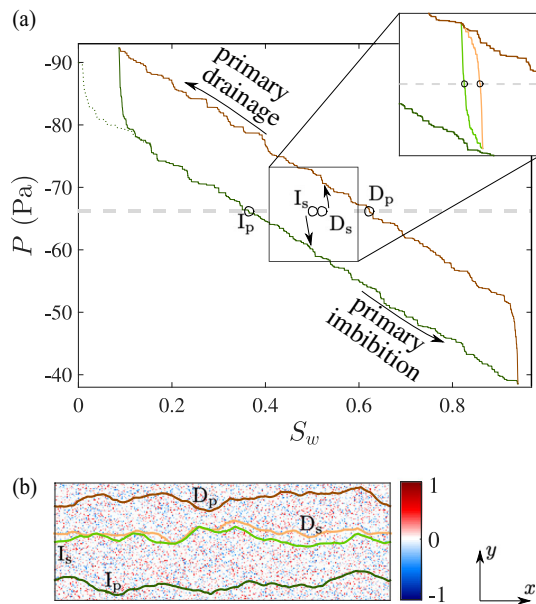 (a)
-90
-80
-70
-60
-50
-40
P (Pa)
primary
drainage
I_s
D_s
D_p
I_p
primary
imbibition
0
0.2
0.4
0.6
0.8
S_w
(b)
D_p
D_s
I_s
I_p
1
0
-1
y
x